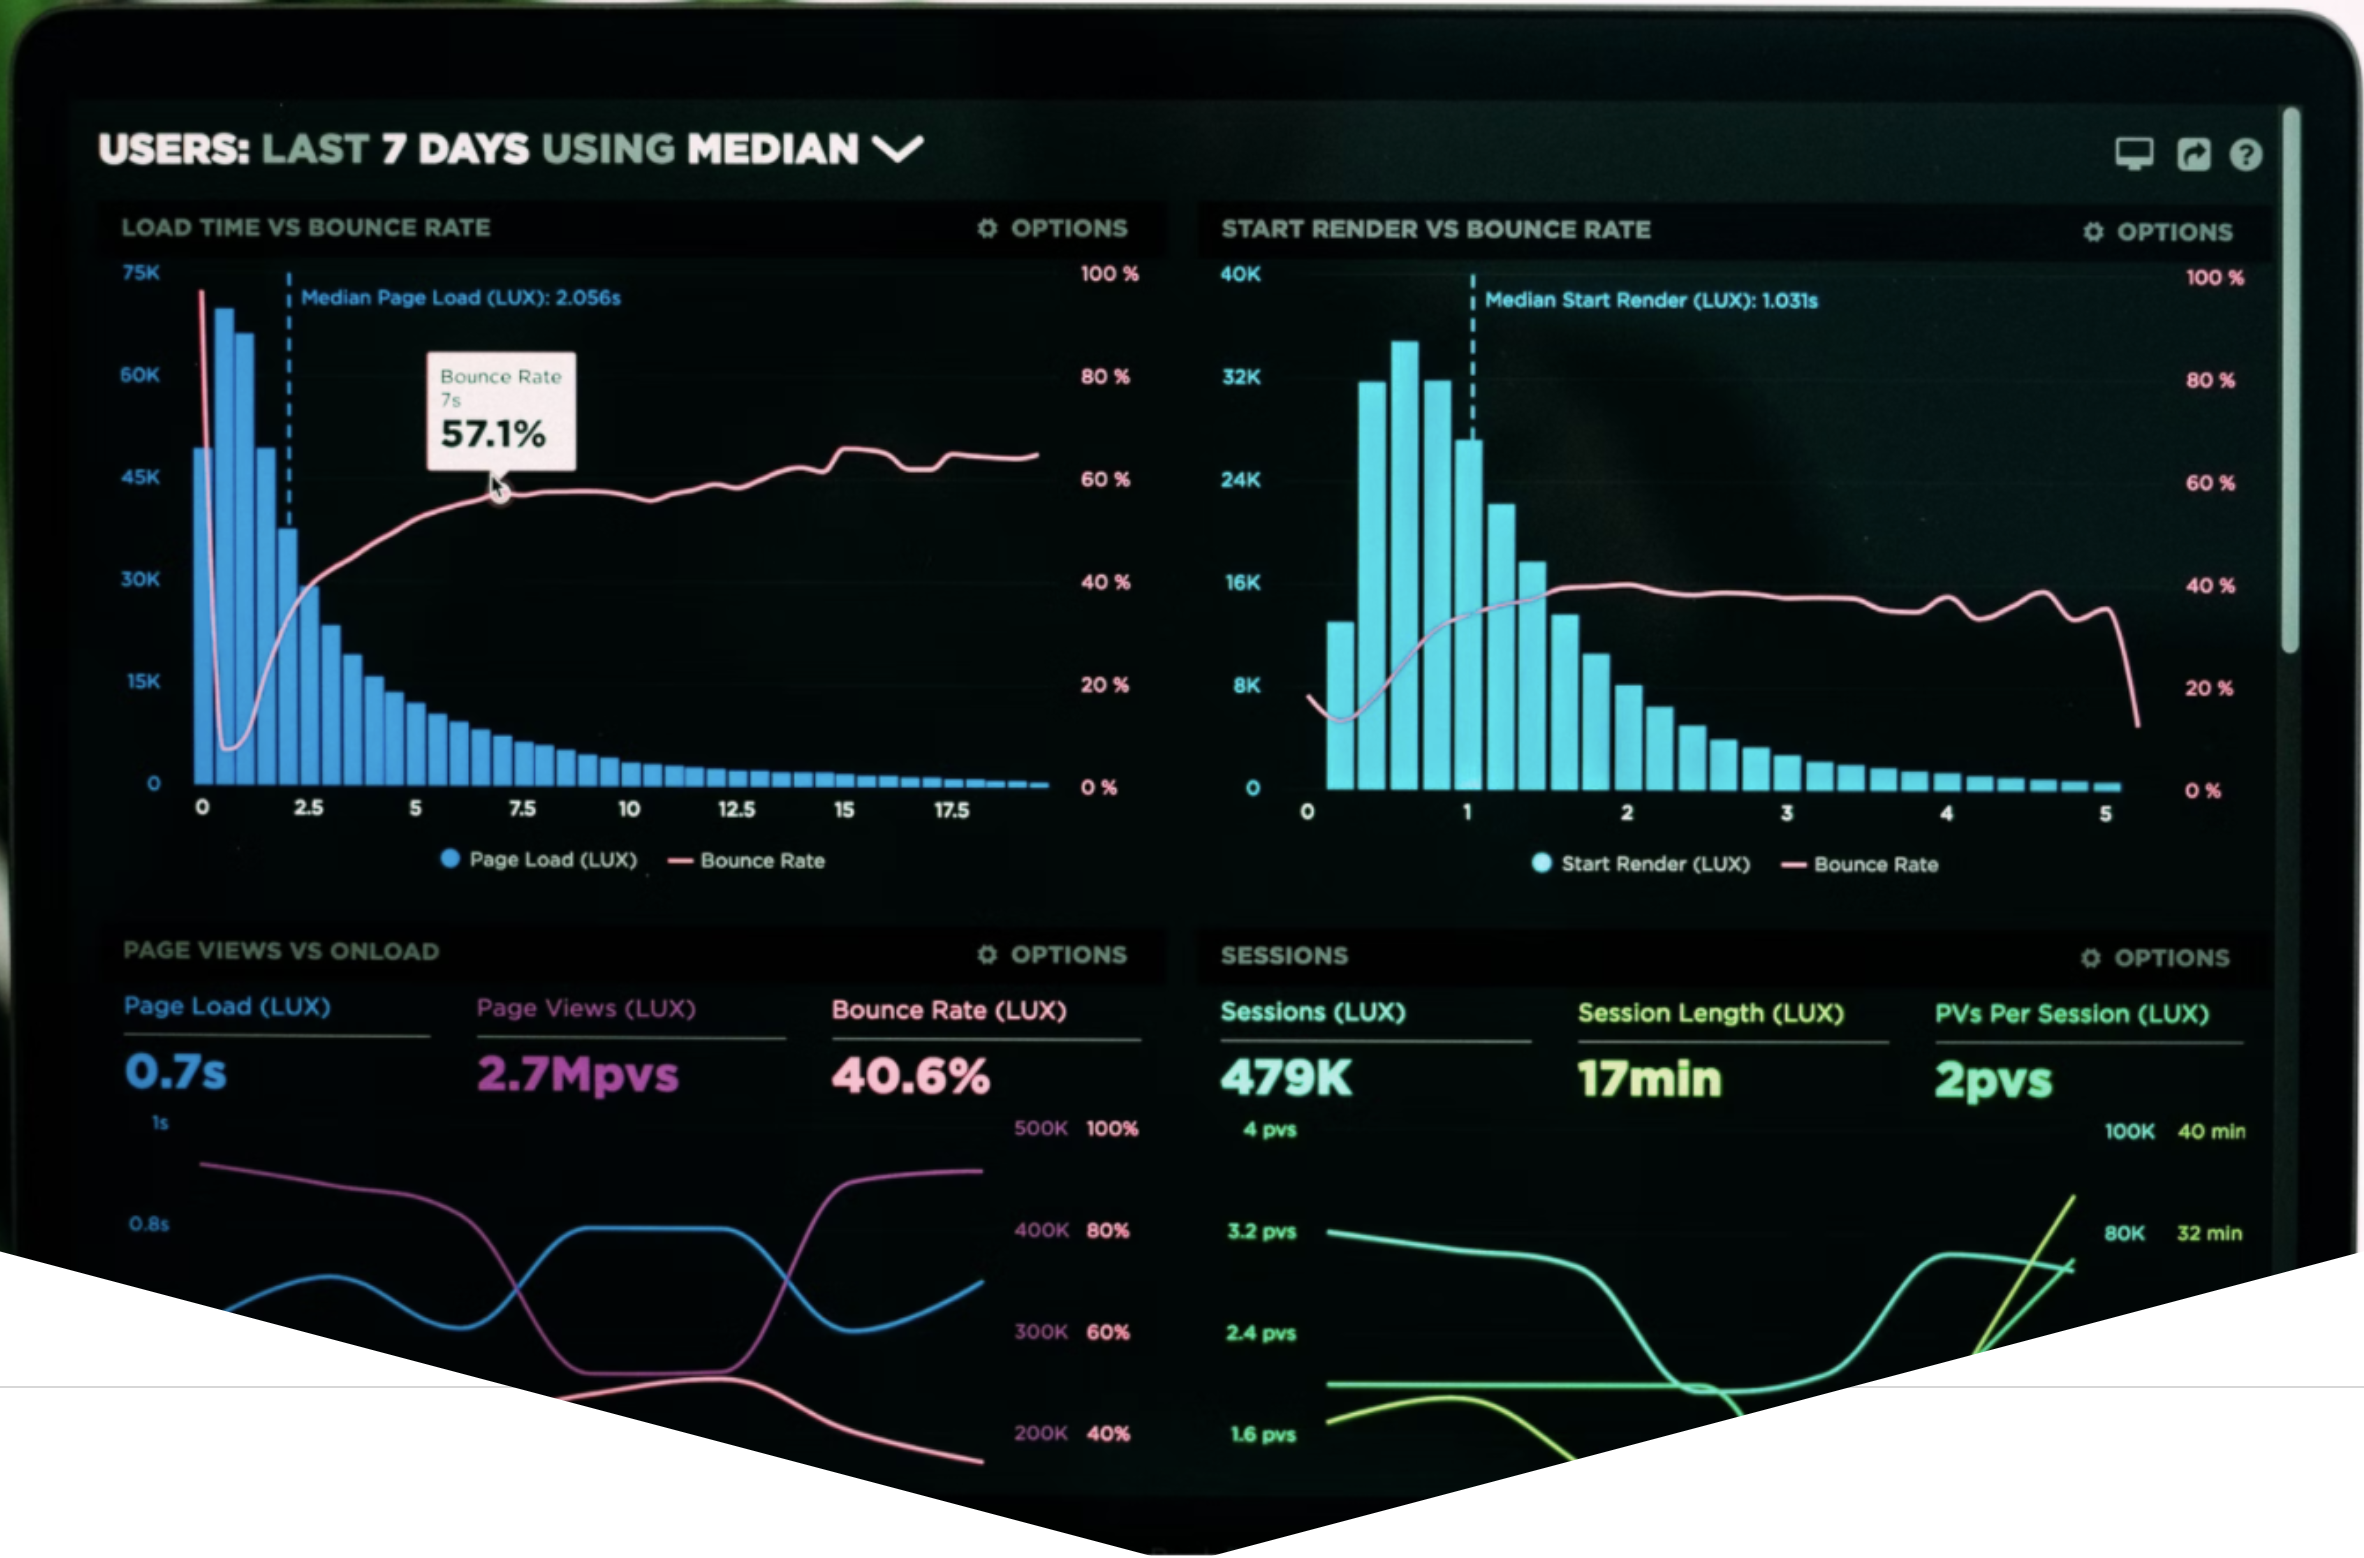 USERS: LAST 7 DAYS USING MEDIAN
LOAD TIME VS BOUNCE RATE
OPTIONS
75K
60K
45K
30K
15K
0
Median Page Load (LUX): 2.056s
Bounce Rate
7s
57.1%
100 %
80 %
60 %
40 %
20 %
0 %
0 2.5 5 7.5 10 12.5 15 17.5
Page Load (LUX) Bounce Rate
START RENDER VS BOUNCE RATE
OPTIONS
40K
32K
24K
16K
8K
0
Median Start Render (LUX): 1.031s
100 %
80 %
60 %
40 %
20 %
0 %
0 1 2 3 4 5
Start Render (LUX) Bounce Rate
PAGE VIEWS VS ONLOAD
OPTIONS
Page Load (LUX)
0.7s
Page Views (LUX)
2.7Mpvs
Bounce Rate (LUX)
40.6%
1s
0.8s
500K 100%
400K 80%
300K 60%
200K 40%
SESSIONS
OPTIONS
Sessions (LUX)
479K
Session Length (LUX)
17min
PVs Per Session (LUX)
2pvs
4 pvs
3.2 pvs
2.4 pvs
1.6 pvs
100K 40 min
80K 32 min